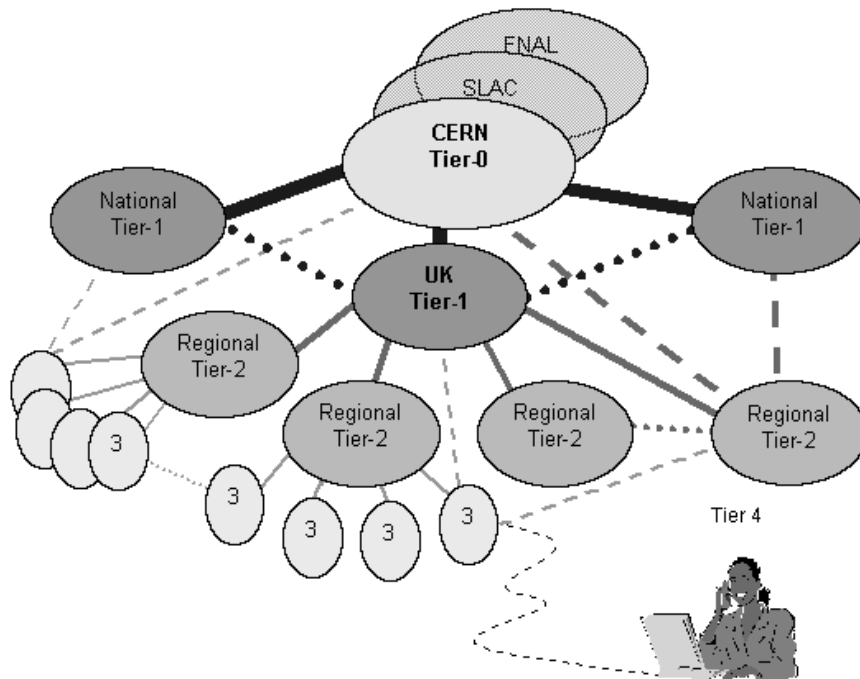 FNAL
SLAC
CERN
Tier-0
National
Tier-1
National
Tier-1
UK
Tier-1
Regional
Tier-2
Regional
Tier-2
Regional
Tier-2
Regional
Tier-2
3
3
3
3
3
Tier 4